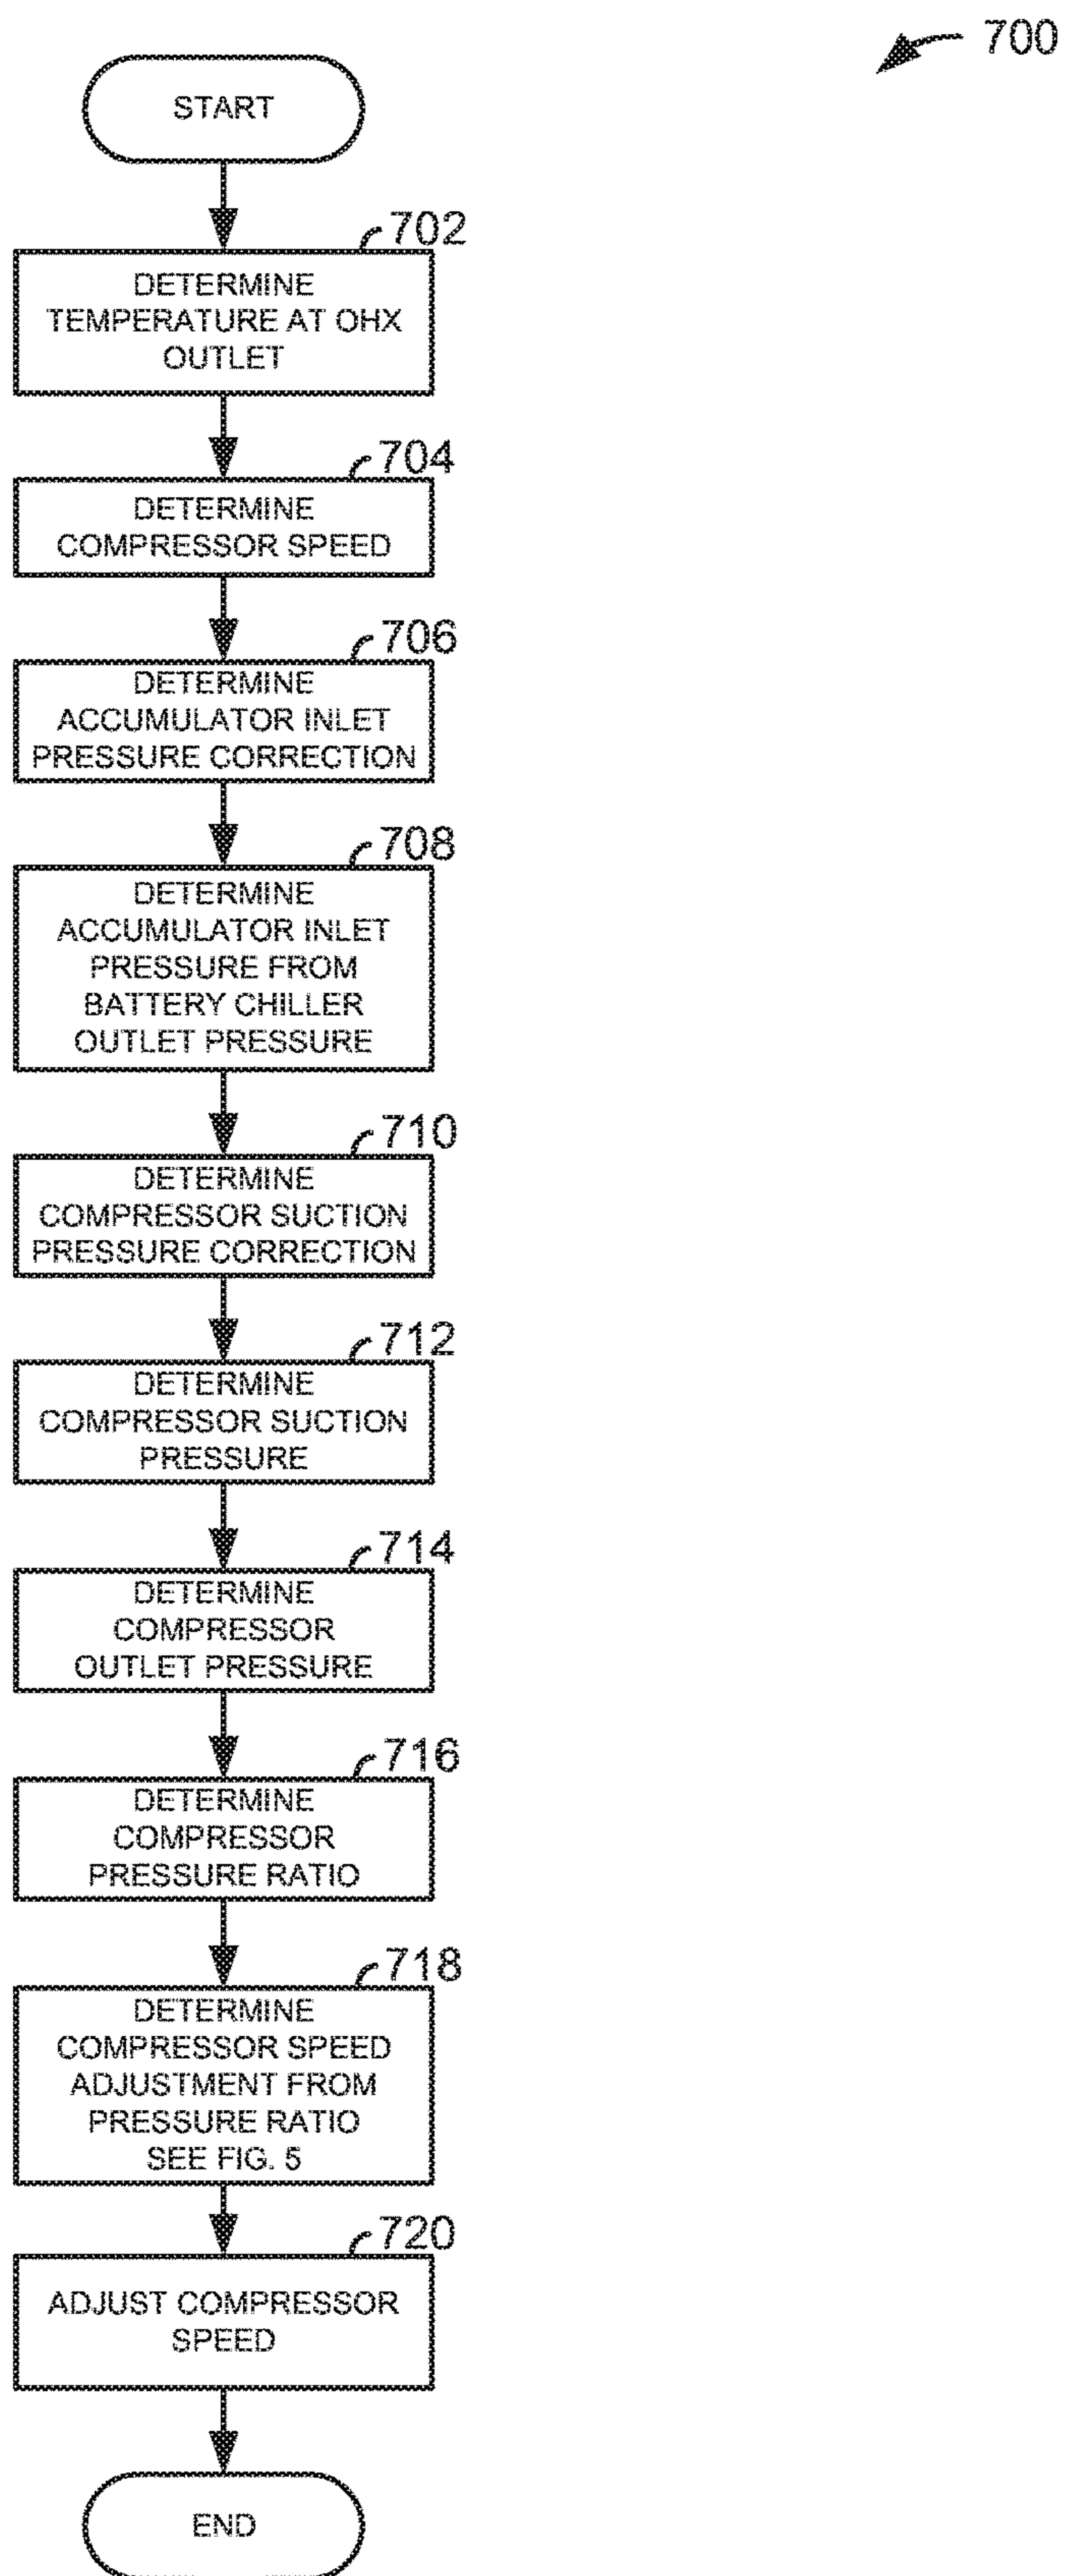 700
START
702
DETERMINE
TEMPERATURE AT OHX
OUTLET
704
DETERMINE
COMPRESSOR SPEED
706
DETERMINE
ACCUMULATOR INLET
PRESSURE CORRECTION
708
DETERMINE
ACCUMULATOR INLET
PRESSURE FROM
BATTERY CHILLER
OUTLET PRESSURE
710
DETERMINE
COMPRESSOR SUCTION
PRESSURE CORRECTION
712
DETERMINE
COMPRESSOR SUCTION
PRESSURE
714
DETERMINE
COMPRESSOR
OUTLET PRESSURE
716
DETERMINE
COMPRESSOR
PRESSURE RATIO
718
DETERMINE
COMPRESSOR SPEED
ADJUSTMENT FROM
PRESSURE RATIO
SEE FIG. 5
720
ADJUST COMPRESSOR
SPEED
END